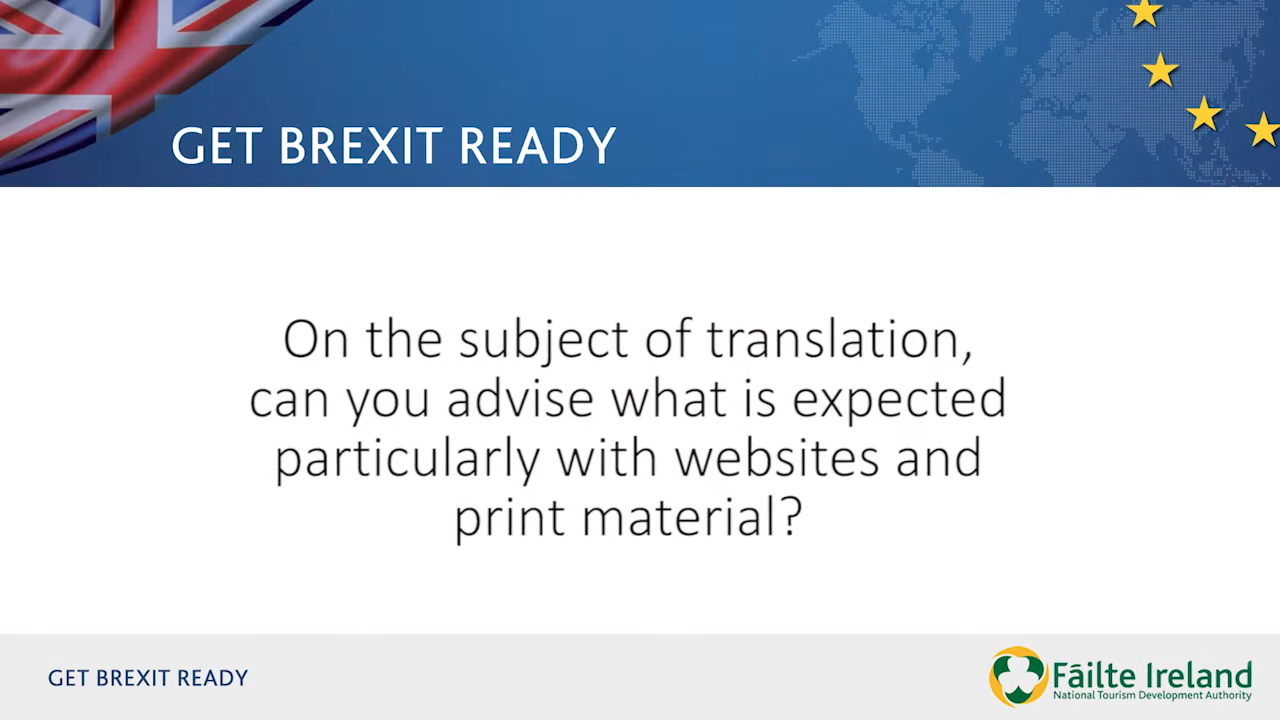 GET BREXIT READY
On the subject of translation,
can you advise what is expected
particularly with websites and
print material?
GET BREXIT READY
Fáilte Ireland
National Tourism Development Authority